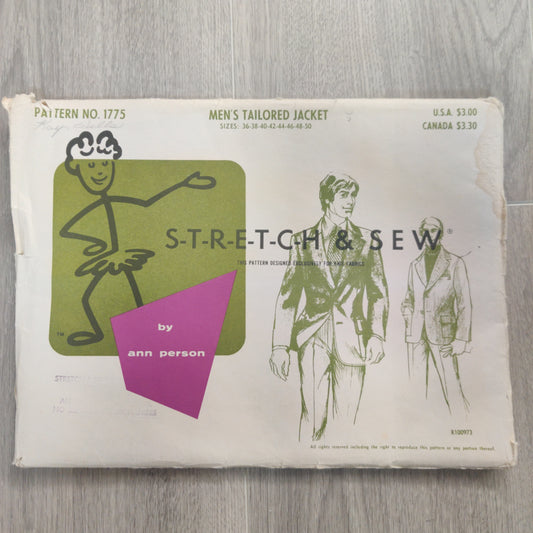 PATTERN NO. 1775
MEN'S TAILORED JACKET
SIZES: 36-38-40-42-44-46-48-50
U.S.A. $3.00
CANADA $3.30
S-T-R-E-T-C-H & SEW®
THIS PATTERN DESIGNED EXCLUSIVELY FOR KNIT FABRICS
TM
by
ann person
K100973
All rights reserved including the right to reproduce this pattern or any portion thereof.